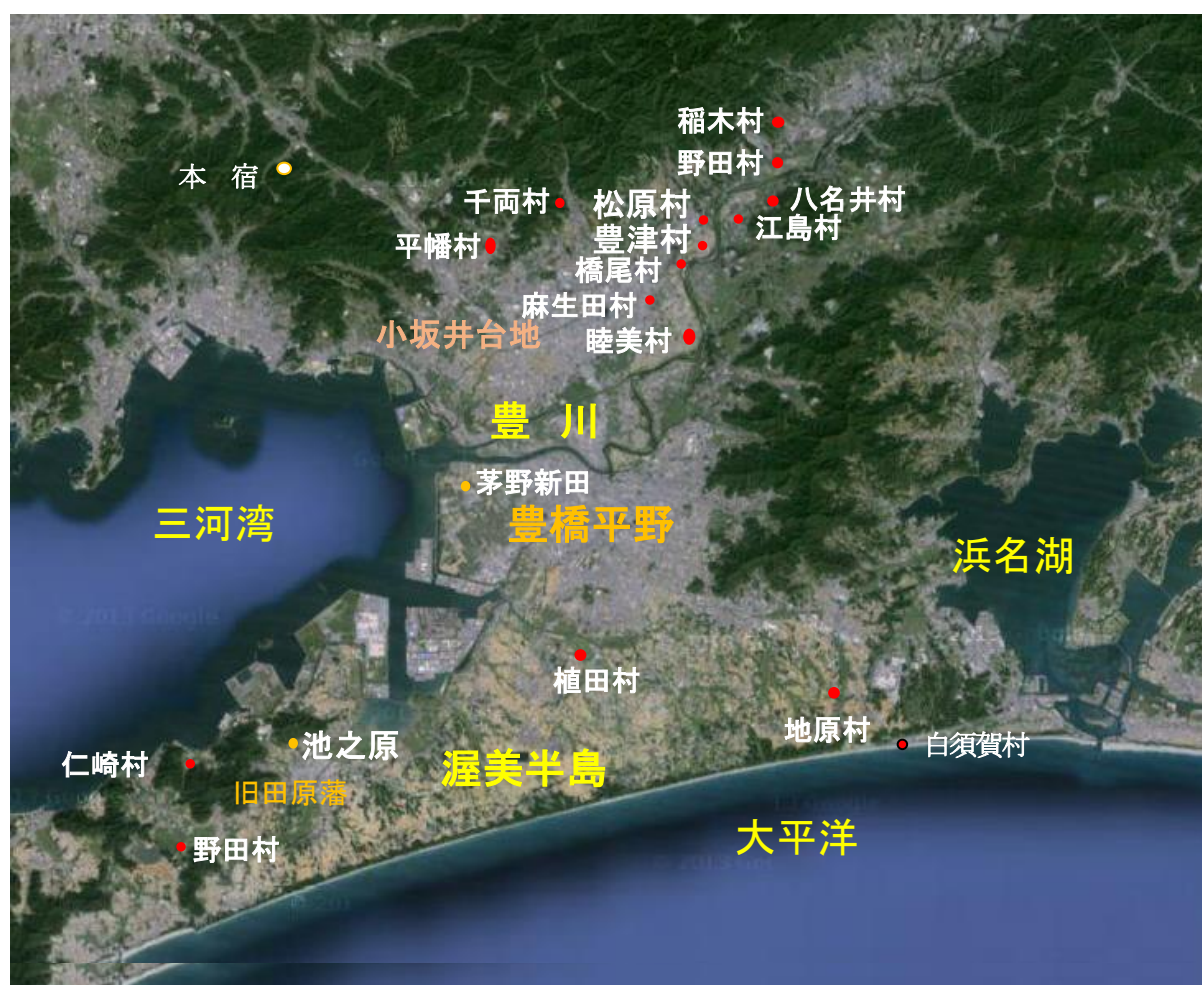 稲木村
野田村
本 宿
千両村
松原村
八名井村
江島村
平幡村
豊津村
橋尾村
麻生田村
小坂井台地
睦美村
豊 川
茅野新田
三河湾
豊橋平野
浜名湖
植田村
地原村
白須賀村
池之原
仁崎村
渥美半島
旧田原藩
大平洋
野田村